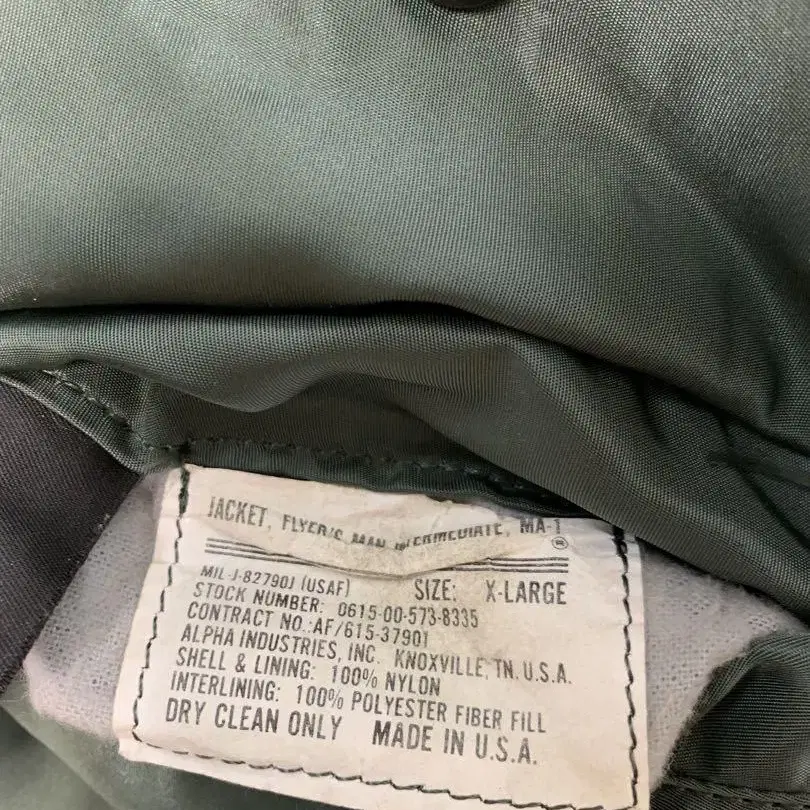 JACKET, FLYER'S MAN INTERMEDIATE, MA-1
®
MIL-J-82790J (USAF) SIZE: X-LARGE
STOCK NUMBER: 0615-00-573-8335
CONTRACT NO.:AF/615-37901
ALPHA INDUSTRIES, INC. KNOXVILLE, TN. U.S.A.
SHELL & LINING: 100% NYLON
INTERLINING: 100% POLYESTER FIBER FILL
DRY CLEAN ONLY MADE IN U.S.A.